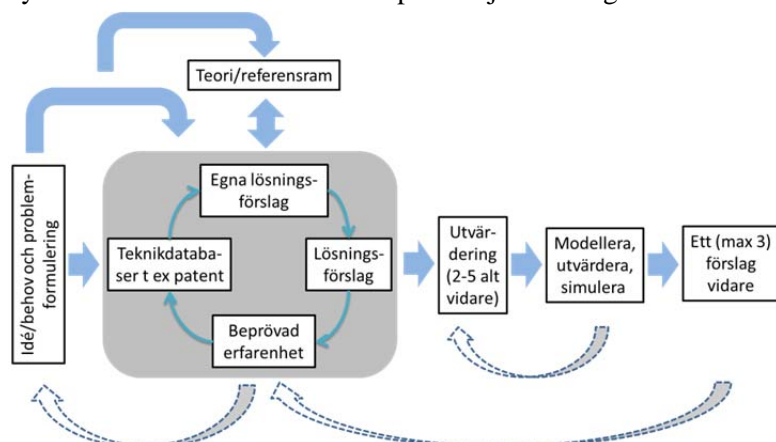 Teori/referensram
Idé/behov och problem-
formulering
Egna lösnings-
förslag
Teknikdataba-
ser t ex patent
Lösnings-
förslag
Beprövad
erfarenhet
Utvär-
dering
(2-5 alt
vidare)
Modellera,
utvärdera,
simulera
Ett (max 3)
förslag
vidare